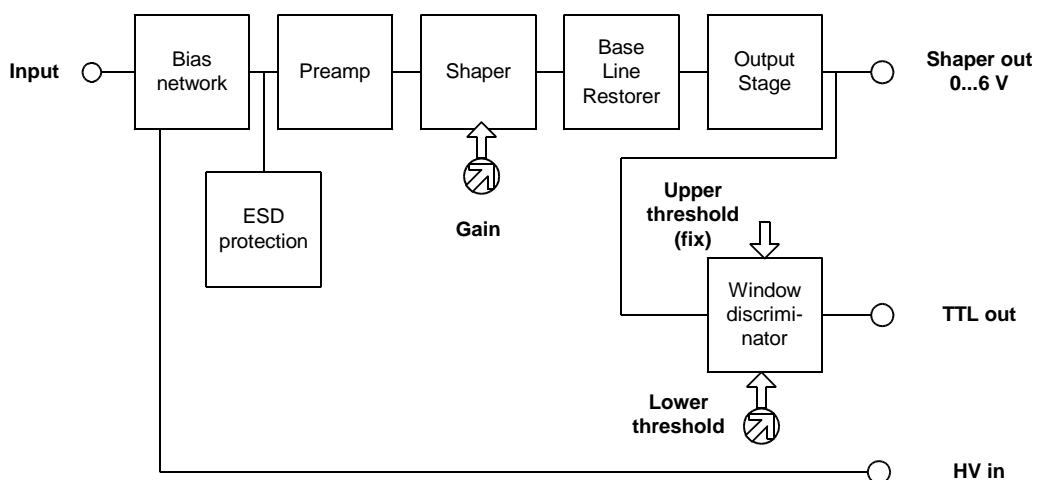 Input
Bias
network
Preamp
Shaper
Base
Line
Restorer
Output
Stage
Shaper out
0...6 V
ESD
protection
Gain
Upper
threshold
(fix)
Window
discrimi-
nator
TTL out
Lower
threshold
HV in